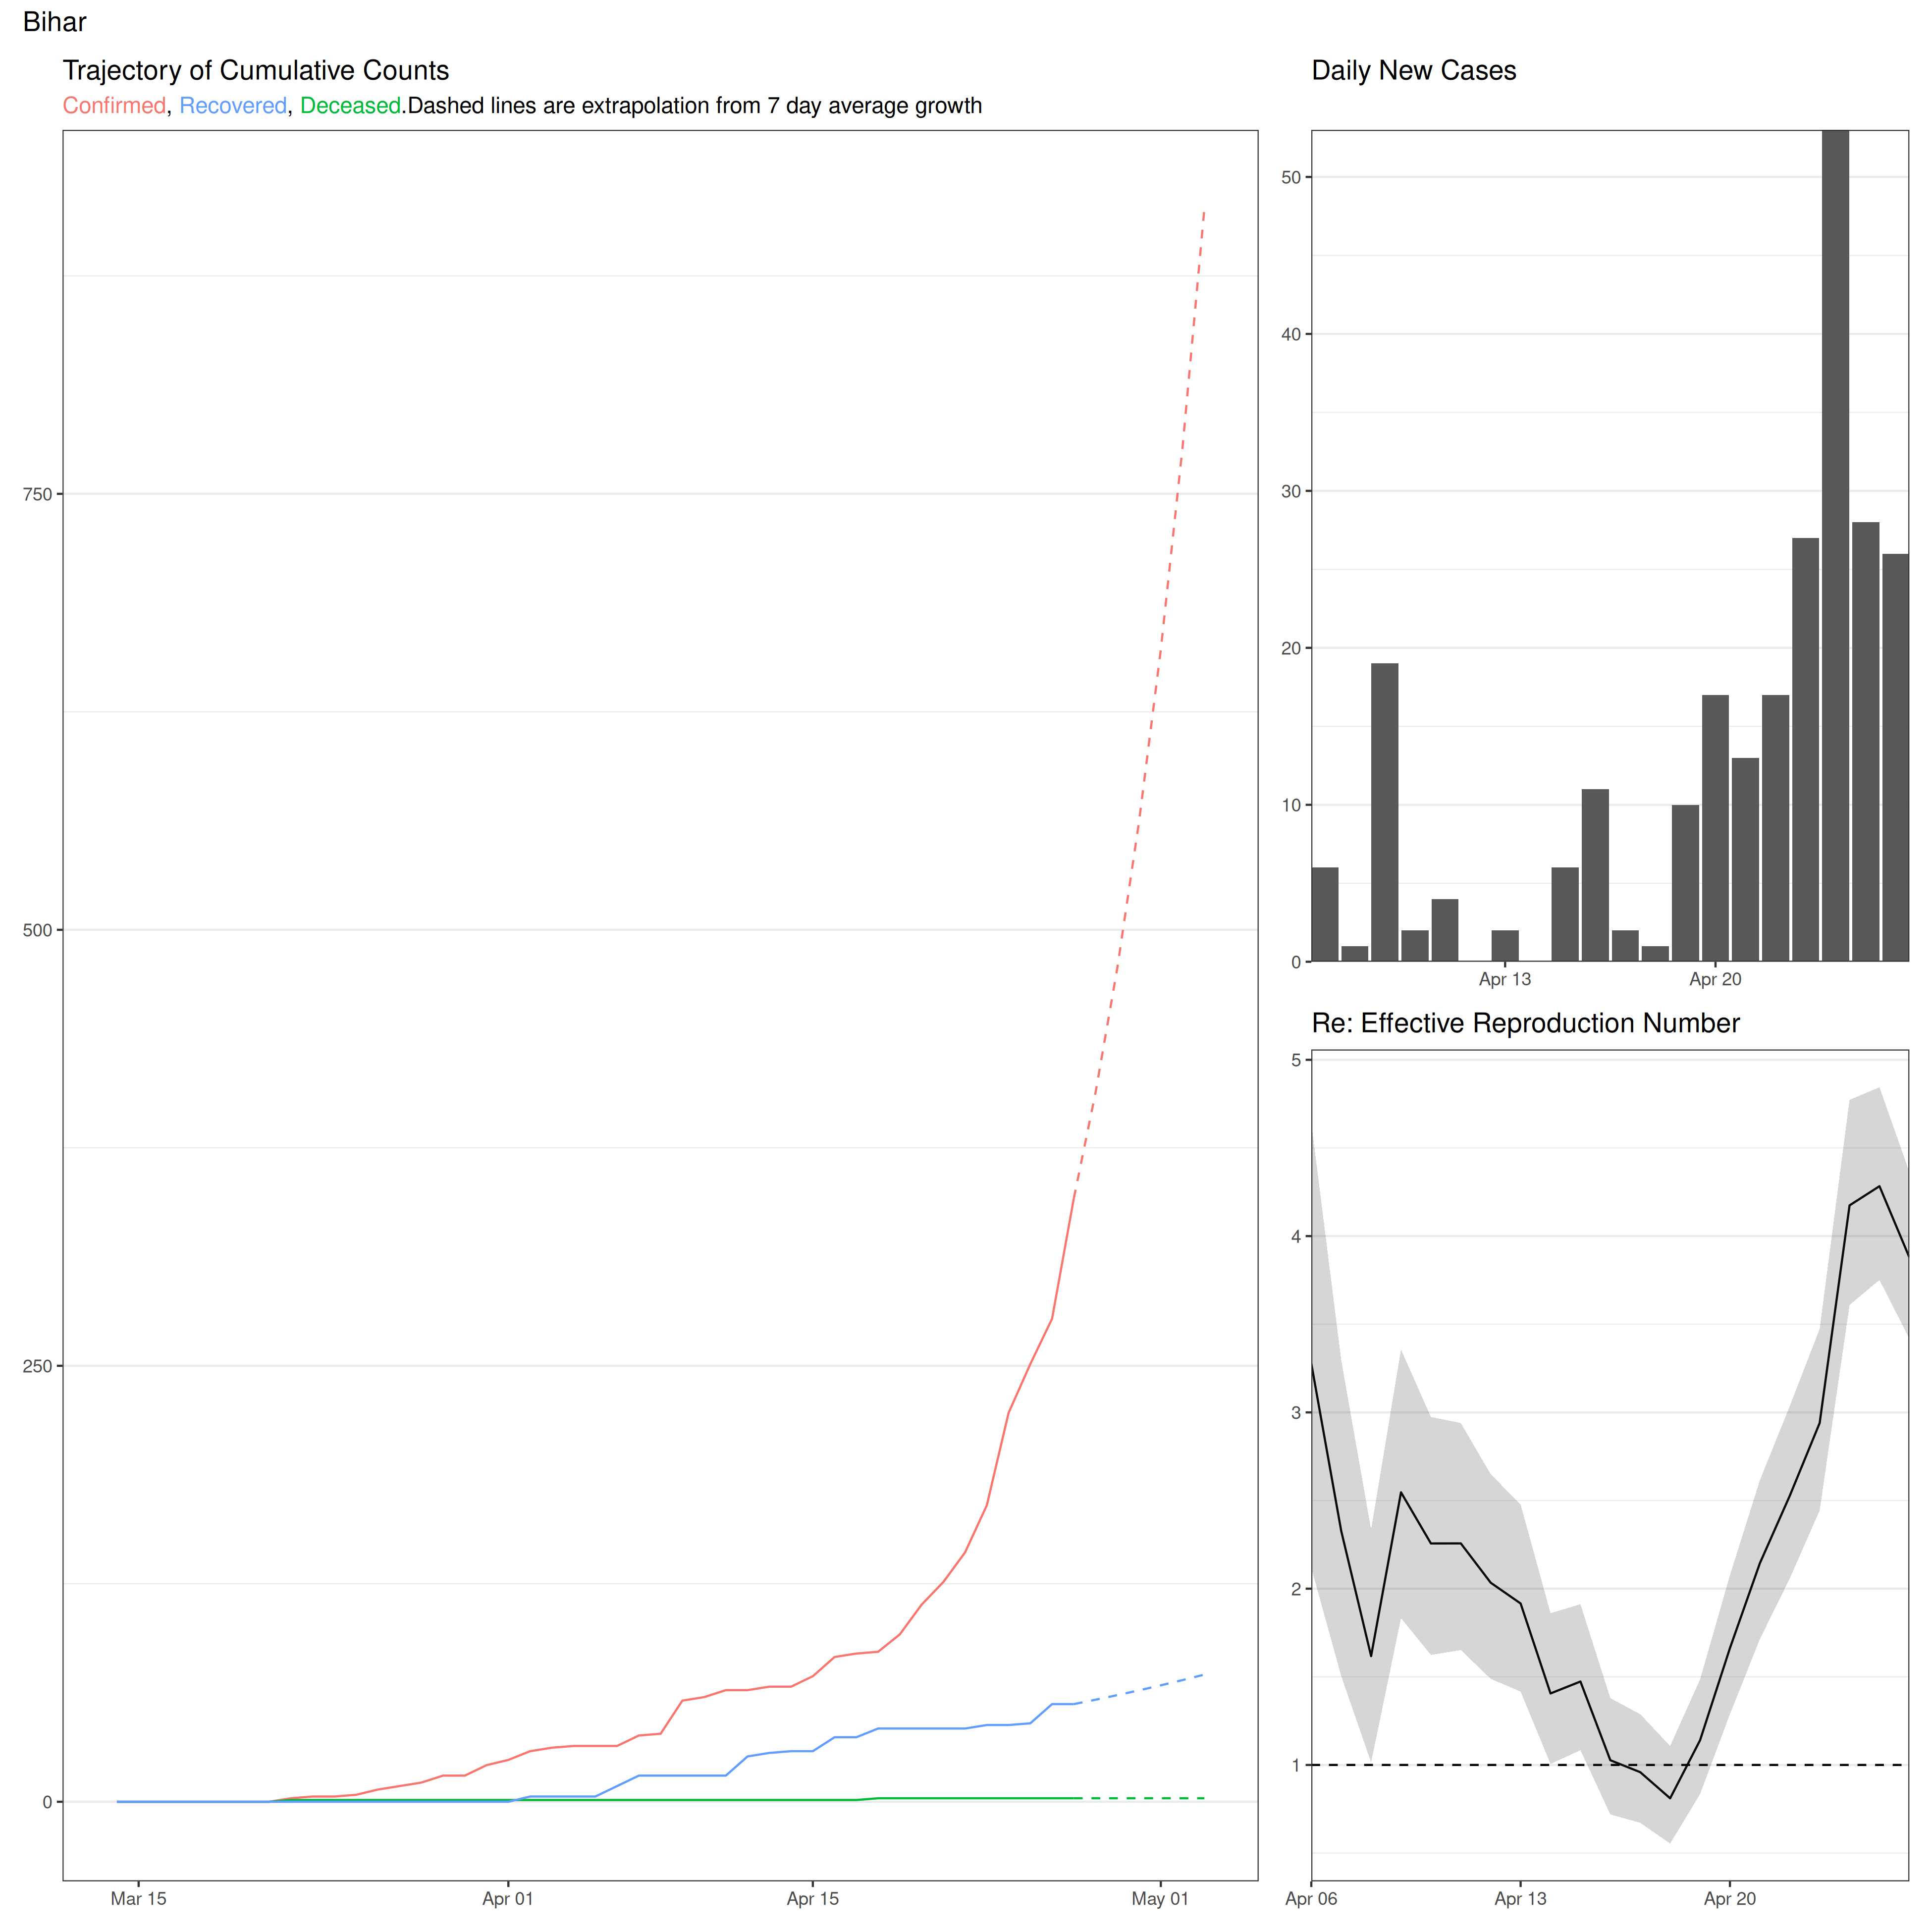 Bihar
Trajectory of Cumulative Counts
Confirmed, Recovered, Deceased.Dashed lines are extrapolation from 7 day average growth
750
500
250
0
Mar 15 Apr 01 Apr 15 May 01
Daily New Cases
50
40
30
20
10
0
Apr 13 Apr 20
Re: Effective Reproduction Number
5
4
3
2
1
Apr 06 Apr 13 Apr 20